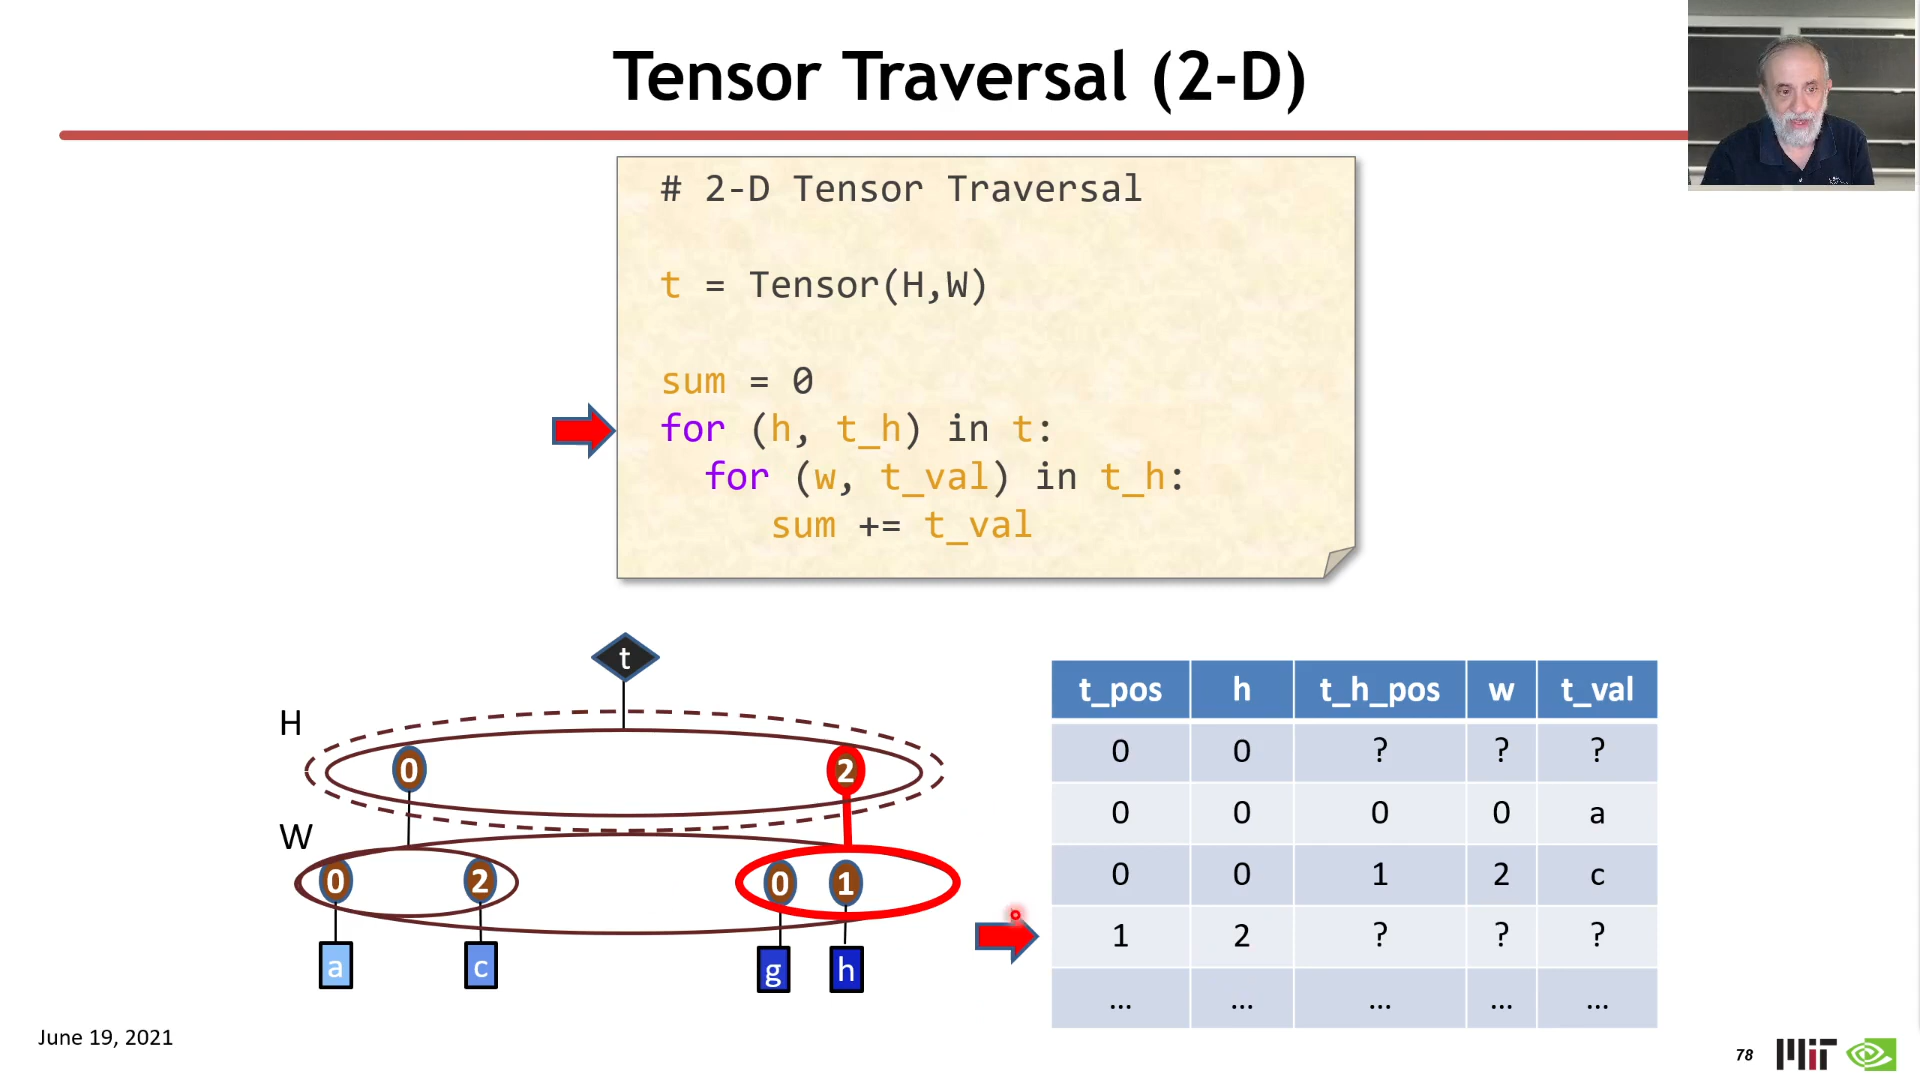 Tensor Traversal (2-D)
# 2-D Tensor Traversal
t = Tensor(H,W)
sum = 0
for (h, t_h) in t:
for (w, t_val) in t_h:
sum += t_val
t
H
0 2
W
0 2 0 1
a c g h
t_pos h t_h_pos w t_val
0 0 ? ? ?
0 0 0 0 a
0 0 1 2 c
1 2 ? ? ?
... ... ... ... ...
June 19, 2021
78
MIT